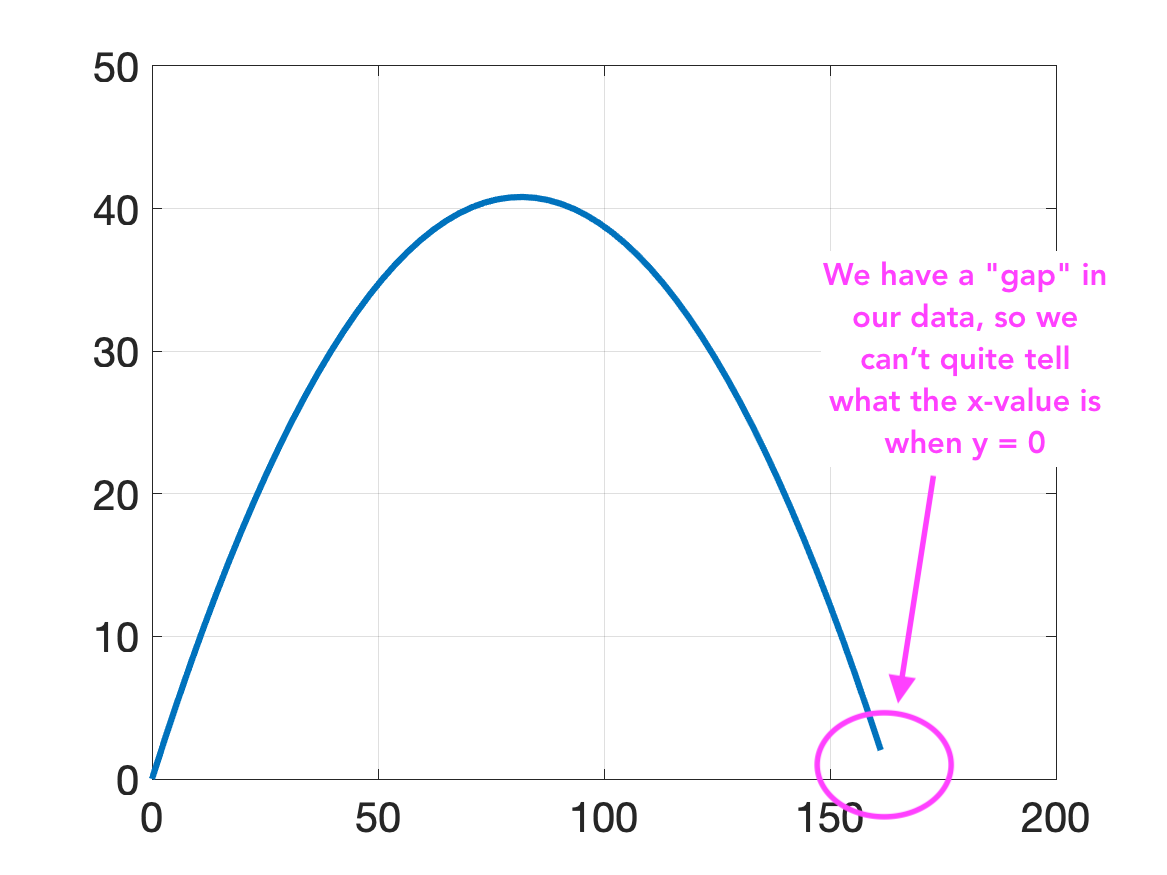 50
40
30
20
10
0
We have a "gap" in
our data, so we
can’t quite tell
what the x-value is
when y = 0
0
50
100
150
200